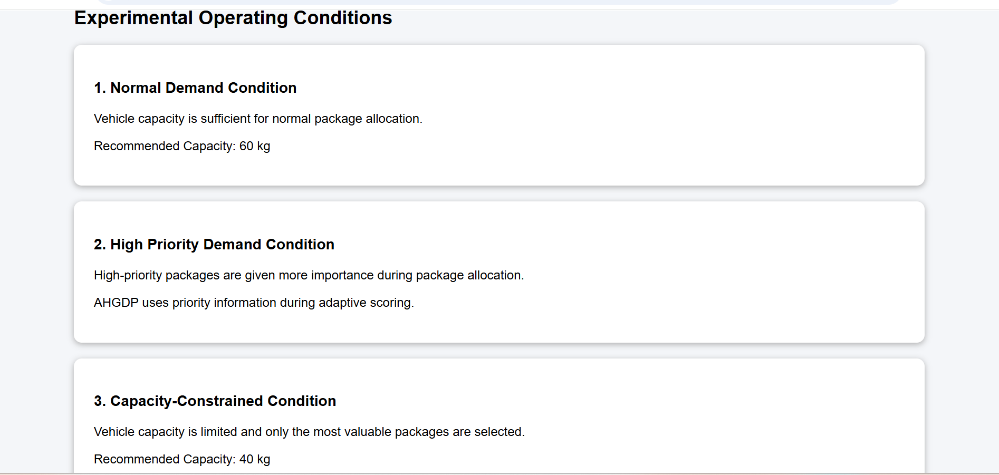 Experimental Operating Conditions
1. Normal Demand Condition
Vehicle capacity is sufficient for normal package allocation.
Recommended Capacity: 60 kg
2. High Priority Demand Condition
High-priority packages are given more importance during package allocation.
AHGDP uses priority information during adaptive scoring.
3. Capacity-Constrained Condition
Vehicle capacity is limited and only the most valuable packages are selected.
Recommended Capacity: 40 kg